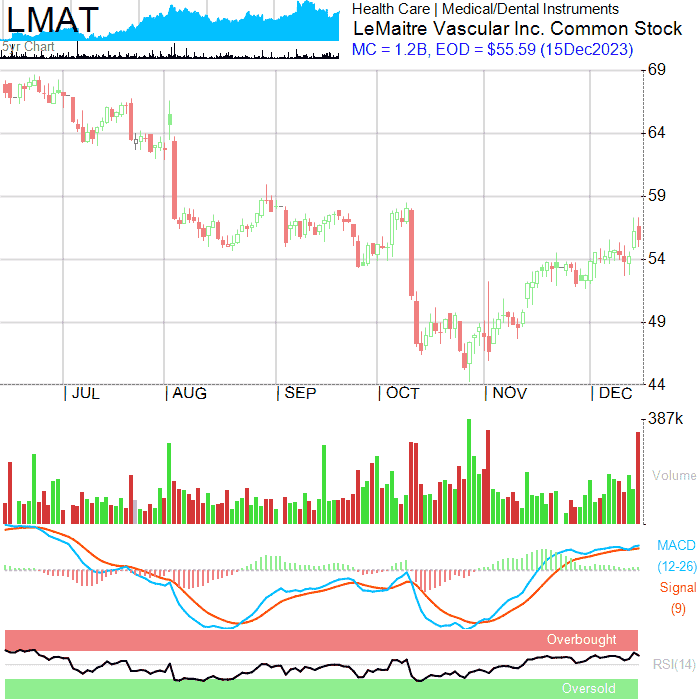 LMAT
5yr Chart
Health Care | Medical/Dental Instruments
LeMaitre Vascular Inc. Common Stock
MC = 1.2B, EOD = $55.59 (15Dec2023)
69
64
59
54
49
44
JUL
AUG
SEP
OCT
NOV
DEC
387k
Volume
MACD
(12-26)
Signal
(9)
Overbought
RSI(14)
Oversold